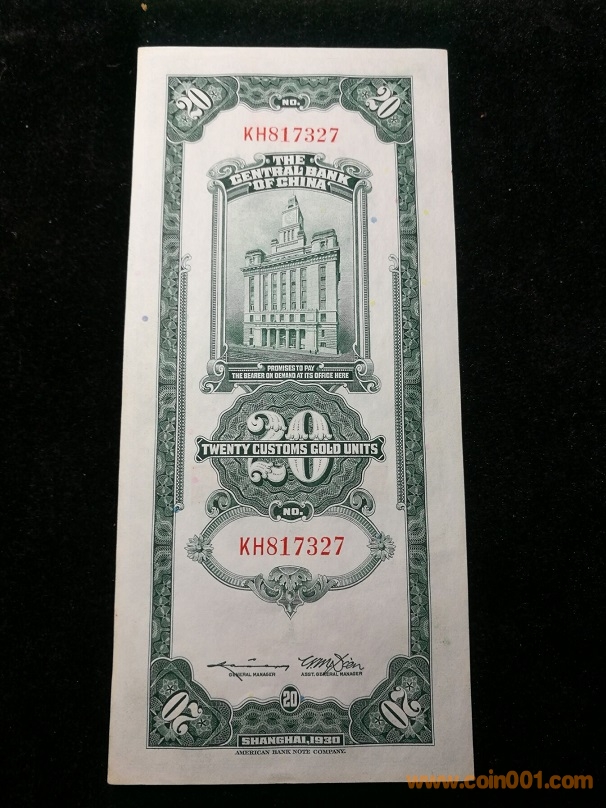 20 20
NO.
KH817327
THE
CENTRAL BANK
OF CHINA
PROMISES TO PAY
THE BEARER ON DEMAND AT ITS OFFICE HERE
20
TWENTY CUSTOMS GOLD UNITS
NO.
KH817327
GENERAL MANAGER ASST. GENERAL MANAGER
20 20 20
SHANGHAI, 1930
AMERICAN BANK NOTE COMPANY.
www.coin001.com